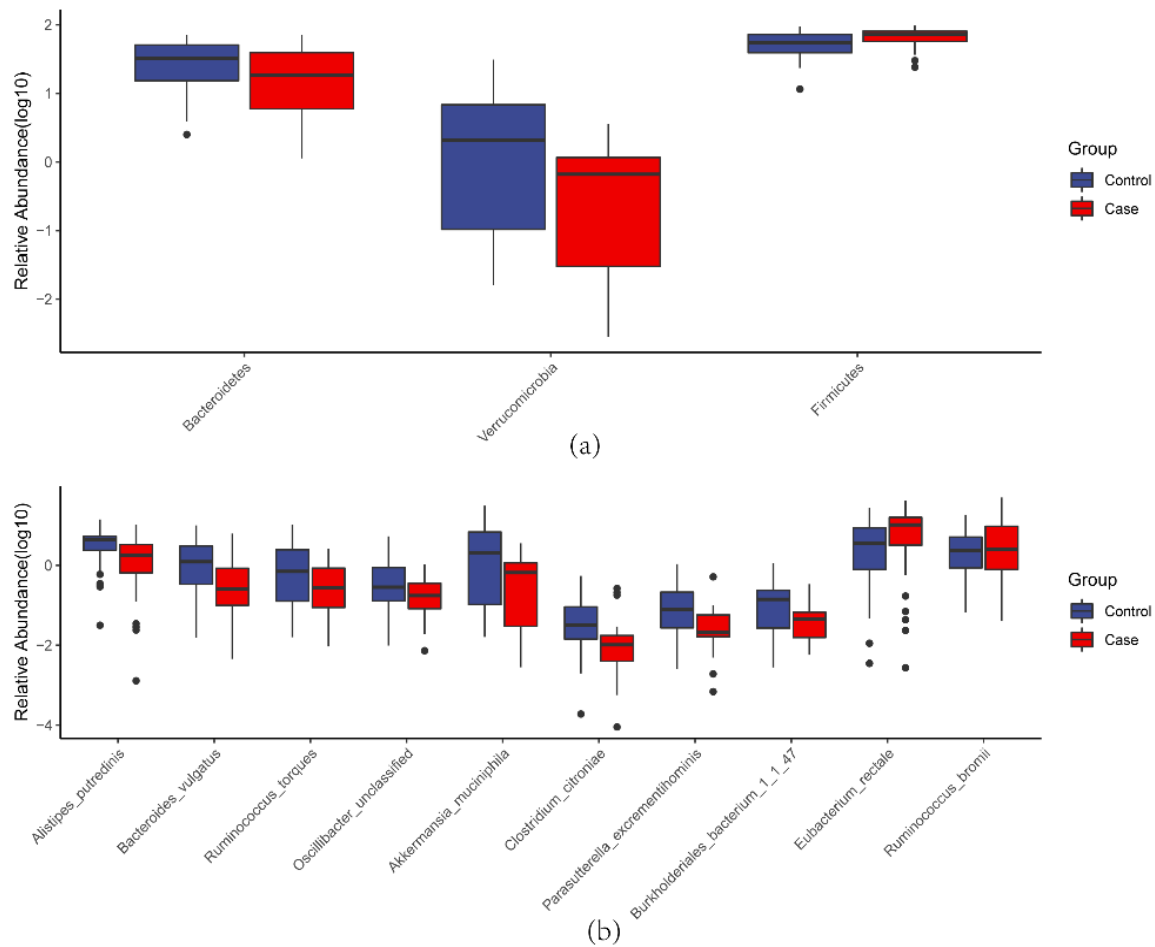 Relative Abundance(log10)
2
1
0
−1
−2
Bacteroidetes
Verrucomicrobia
Firmicutes
Group
Control
Case
(a)
Relative Abundance(log10)
0
−2
−4
Alistipes_putredinis
Bacteroides_vulgatus
Ruminococcus_torques
Oscillibacter_unclassified
Akkermansia_muciniphila
Clostridium_citroniae
Parasutterella_excrementihominis
Burkholderiales_bacterium_1_1_47
Eubacterium_rectale
Ruminococcus_bromii
Group
Control
Case
(b)